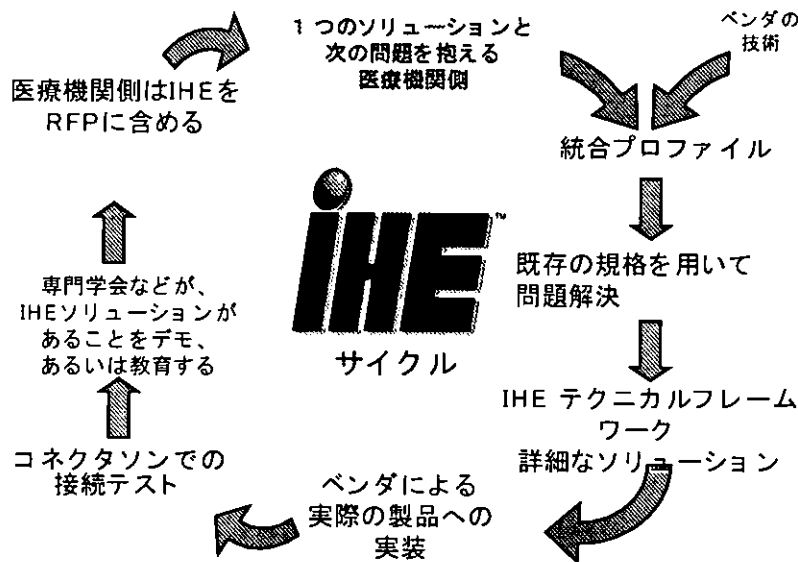 1つのソリューションと
次の問題を抱える
医療機関側
ベンダの
技術
統合プロファイル
既存の規格を用いて
問題解決
IHE テクニカルフレーム
ワーク
詳細なソリューション
ベンダによる
実際の製品への
実装
コネクタソンでの
接続テスト
専門学会などが、
IHEソリューションが
あることをデモ、
あるいは教育する
医療機関側はIHEを
RFPに含める
IHE™
サイクル